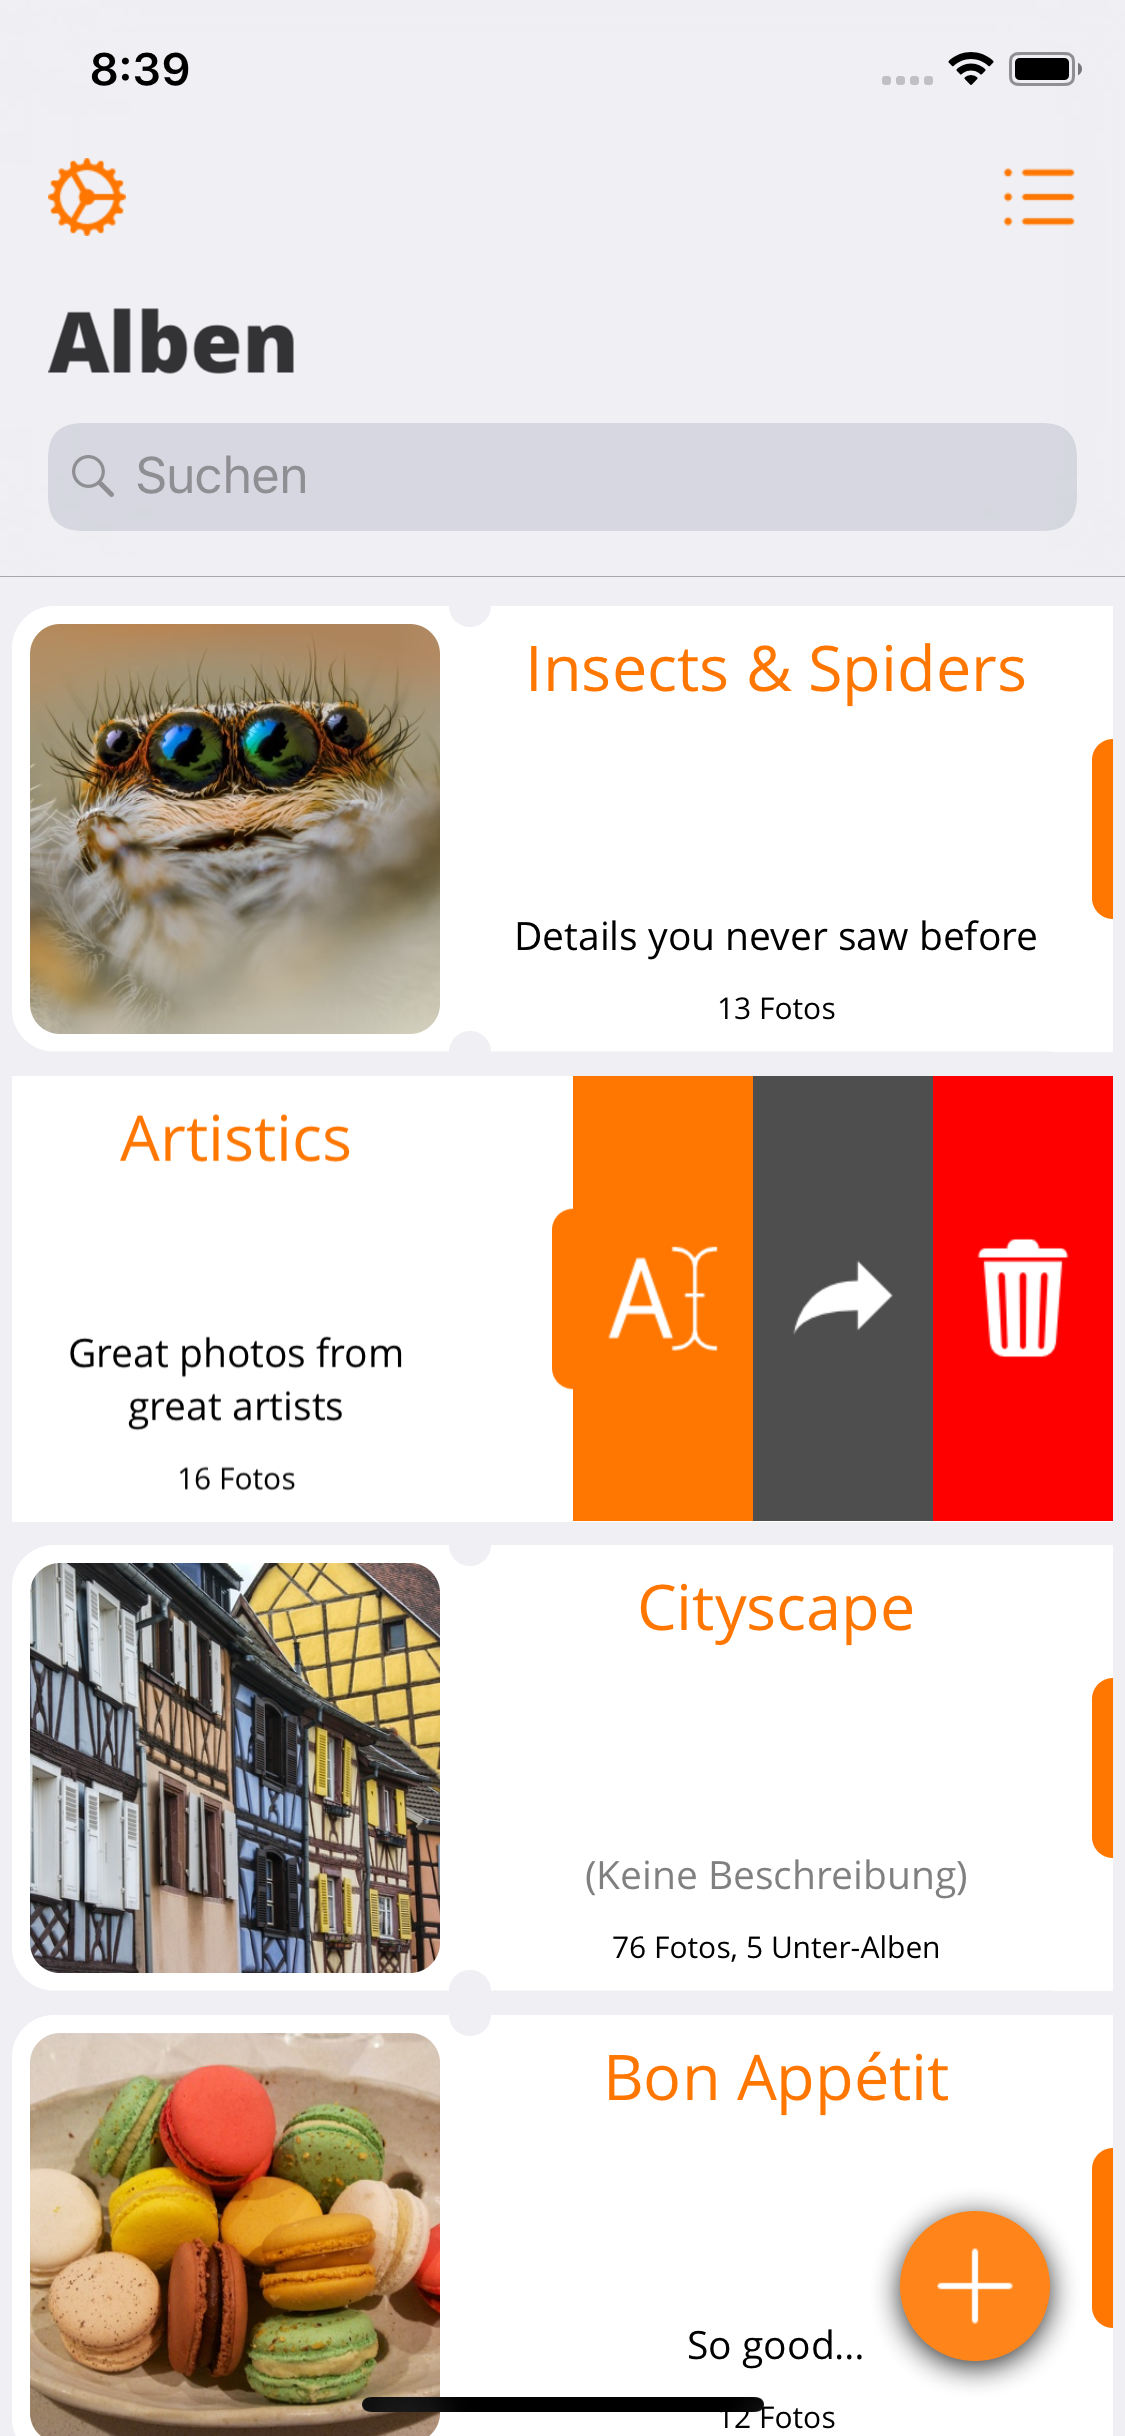 8:39
Alben
Suchen
Insects & Spiders
Details you never saw before
13 Fotos
Artistics
Great photos from
great artists
16 Fotos
Cityscape
(Keine Beschreibung)
76 Fotos, 5 Unter-Alben
Bon Appétit
So good...
12 Fotos